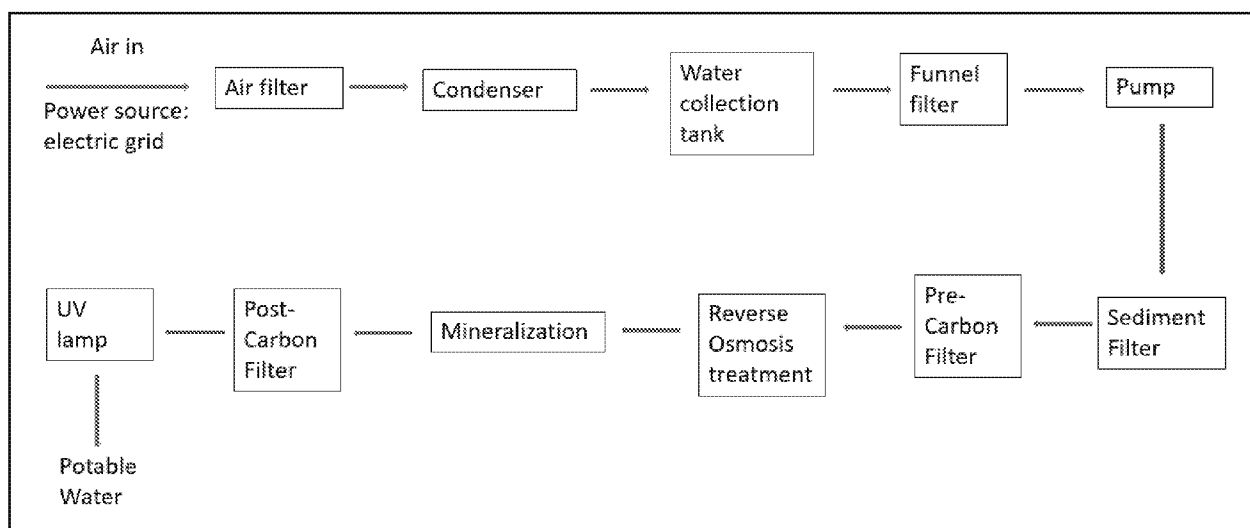 Air in
Power source:
electric grid
Air filter
Condenser
Water
collection
tank
Funnel
filter
Pump
Sediment
Filter
Pre-
Carbon
Filter
Reverse
Osmosis
treatment
Mineralization
Post-
Carbon
Filter
UV
lamp
Potable
Water